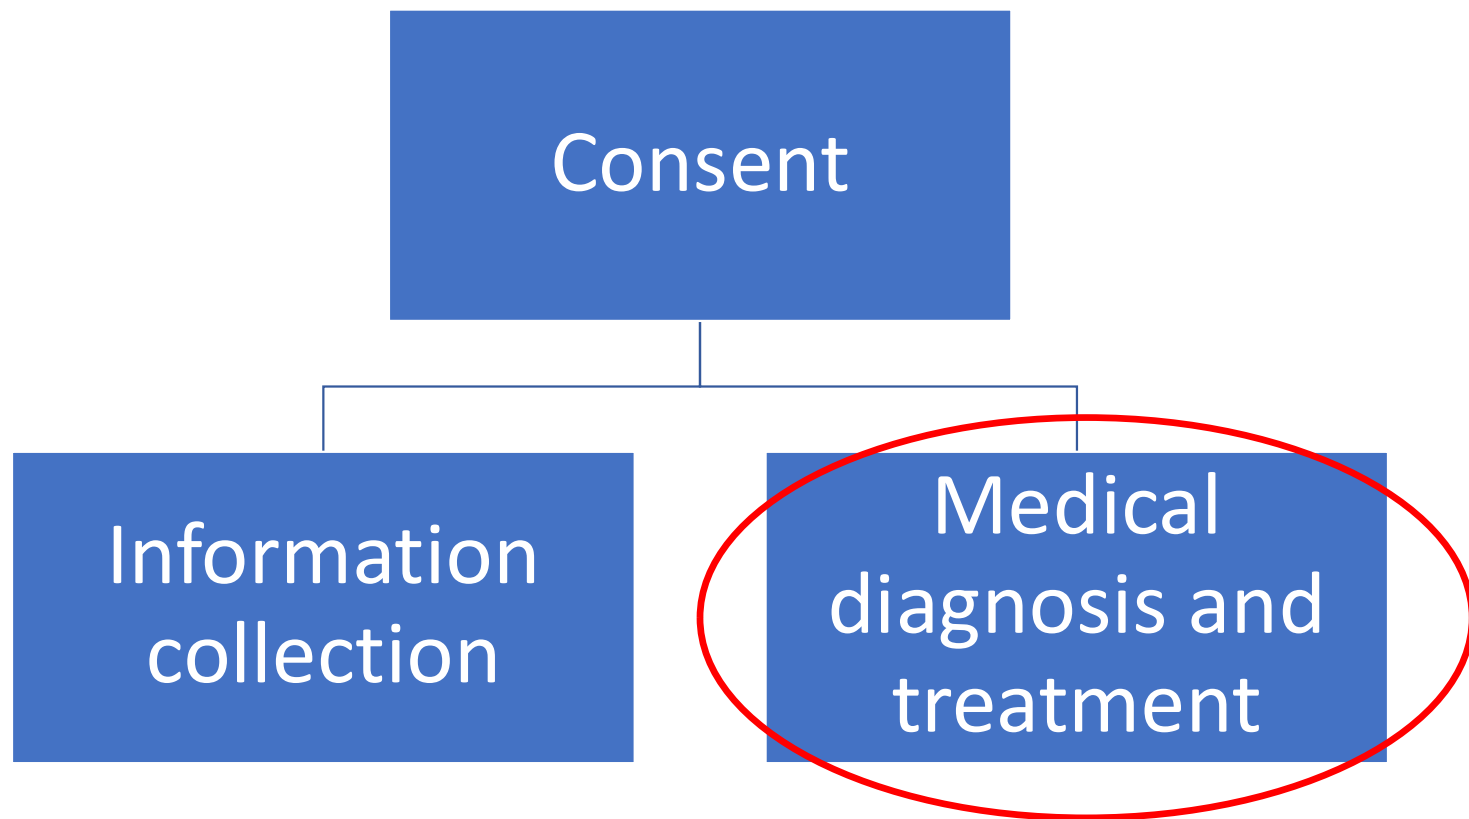 Consent
Information
collection
Medical
diagnosis and
treatment